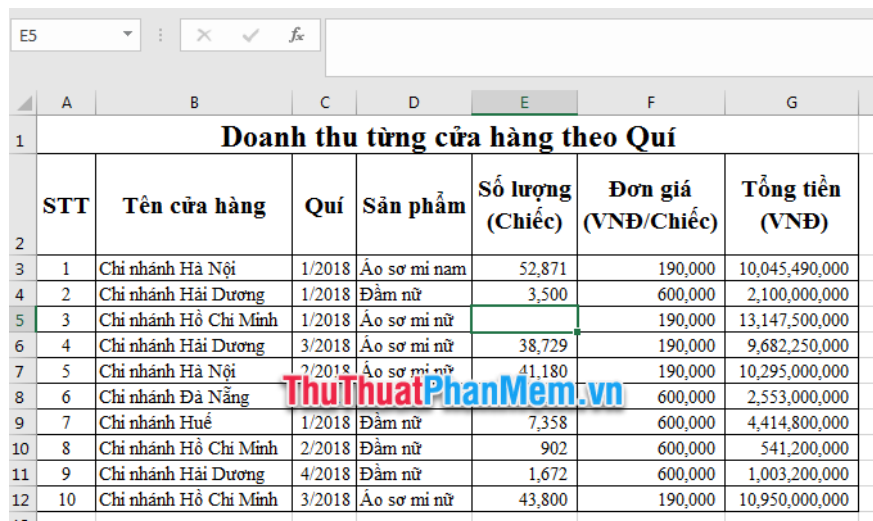 E5 fx
A B C D E F G
1 Doanh thu từng cửa hàng theo Quí
2 STT Tên cửa hàng Quí Sản phẩm Số lượng (Chiếc) Đơn giá (VNĐ/Chiếc) Tổng tiền (VNĐ)
3 1 Chi nhánh Hà Nội 1/2018 Áo sơ mi nam 52,871 190,000 10,045,490,000
4 2 Chi nhánh Hải Dương 1/2018 Đầm nữ 3,500 600,000 2,100,000,000
5 3 Chi nhánh Hồ Chí Minh 1/2018 Áo sơ mi nữ 190,000 13,147,500,000
6 4 Chi nhánh Hải Dương 3/2018 Áo sơ mi nữ 38,729 190,000 9,682,250,000
7 5 Chi nhánh Hà Nội 2/2018 Áo sơ mi nữ 41,180 190,000 10,295,000,000
8 6 Chi nhánh Đà Nẵng 600,000 2,553,000,000
ThuThuatPhanMem.vn
9 7 Chi nhánh Huế 1/2018 Đầm nữ 7,358 600,000 4,414,800,000
10 8 Chi nhánh Hồ Chí Minh 2/2018 Đầm nữ 902 600,000 541,200,000
11 9 Chi nhánh Hải Dương 4/2018 Đầm nữ 1,672 600,000 1,003,200,000
12 10 Chi nhánh Hồ Chí Minh 3/2018 Áo sơ mi nữ 43,800 190,000 10,950,000,000